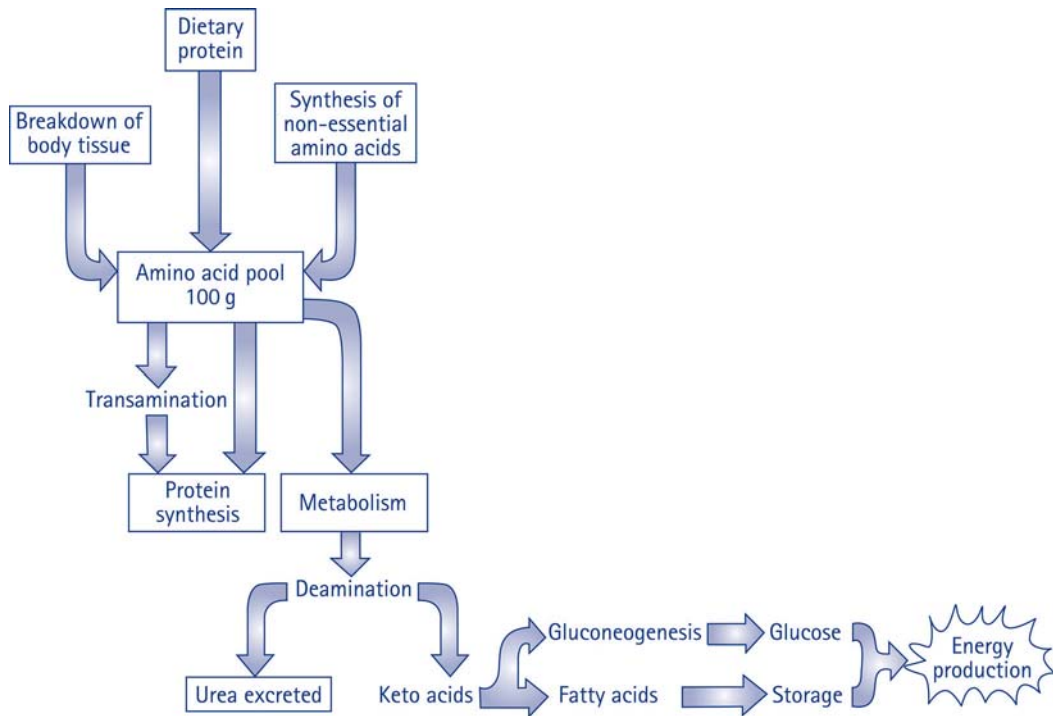 Dietary
protein
Breakdown of
body tissue
Synthesis of
non-essential
amino acids
Amino acid pool
100 g
Transamination
Protein
synthesis
Metabolism
Deamination
Urea excreted
Keto acids
Gluconeogenesis
Glucose
Fatty acids
Storage
Energy
production